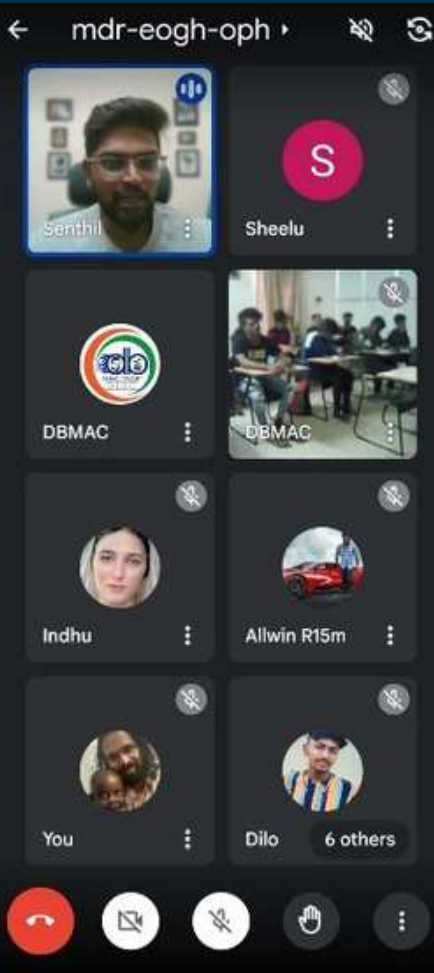 mdr-eogh-oph
Senthil
S
Sheelu
DBMAC
DBMAC
Indhu
Allwin R15m
You
Dilo
6 others